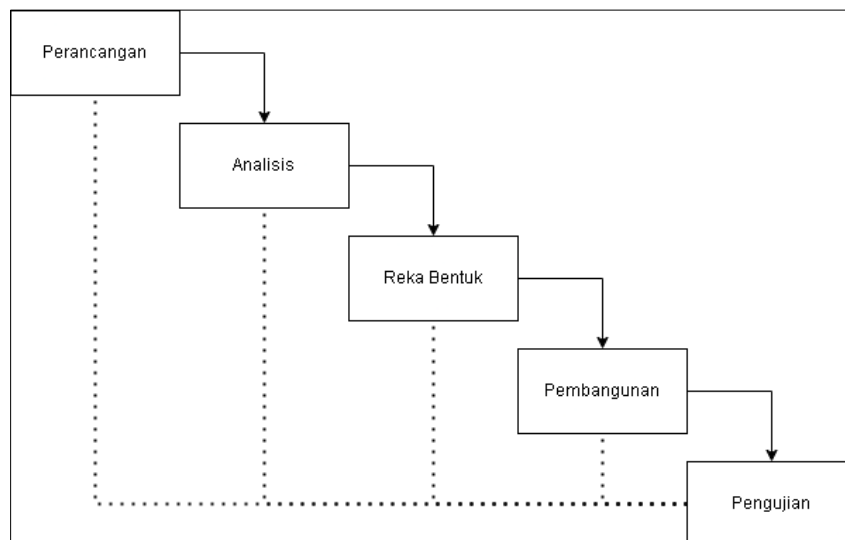 Perancangan
Analisis
Reka Bentuk
Pembangunan
Pengujian